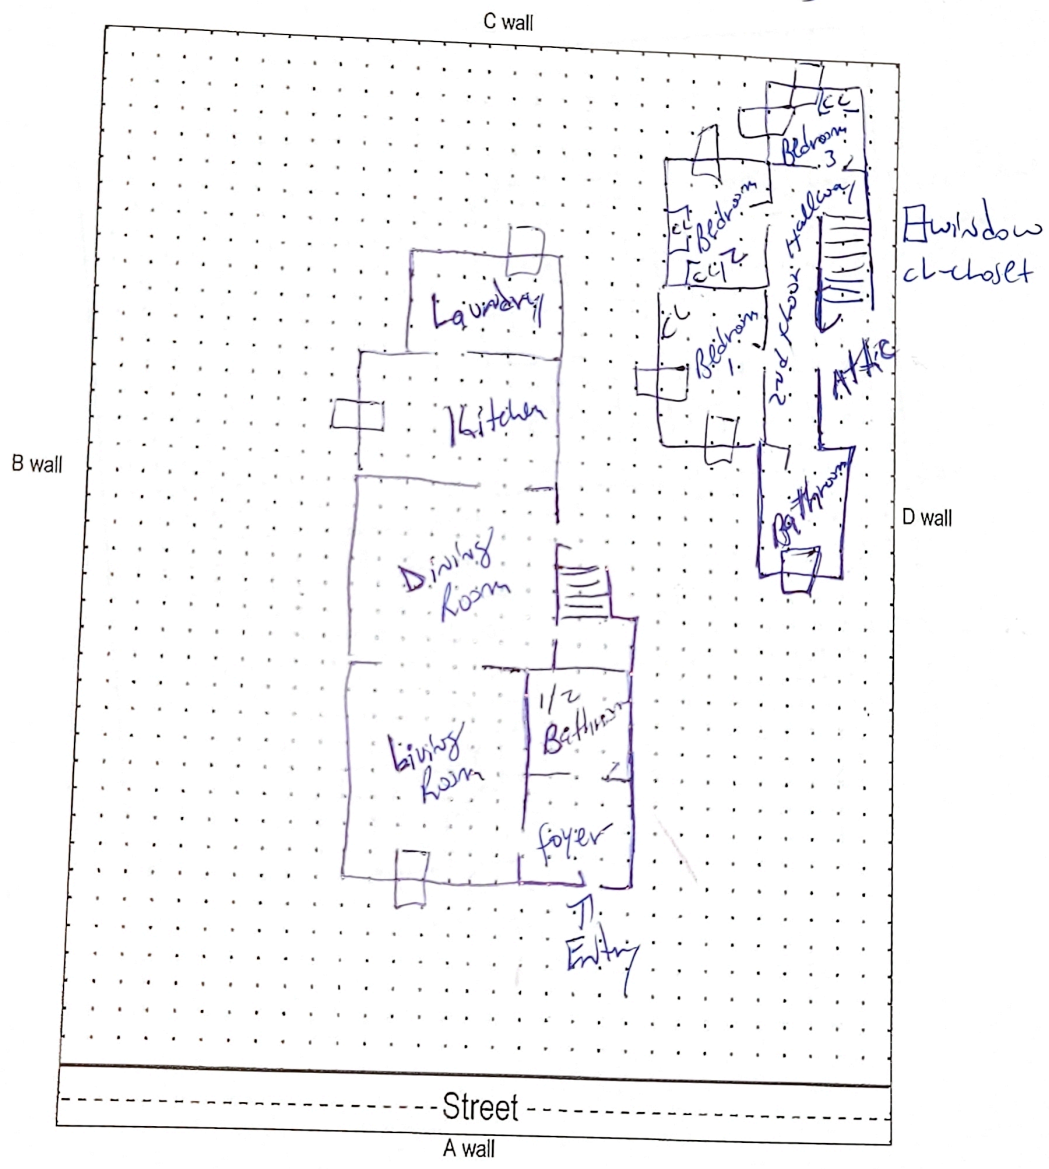 C wall
CL
Bedroom
3
Bedroom
2
CL
CL
2nd floor Hallway
window
cl-closet
Laundry
CL
Bedroom
1
Attic
Kitchen
B wall
D wall
Bathroom
Dining
Room
1/2
Bathroom
Living
Room
foyer
Entry
Street
A wall